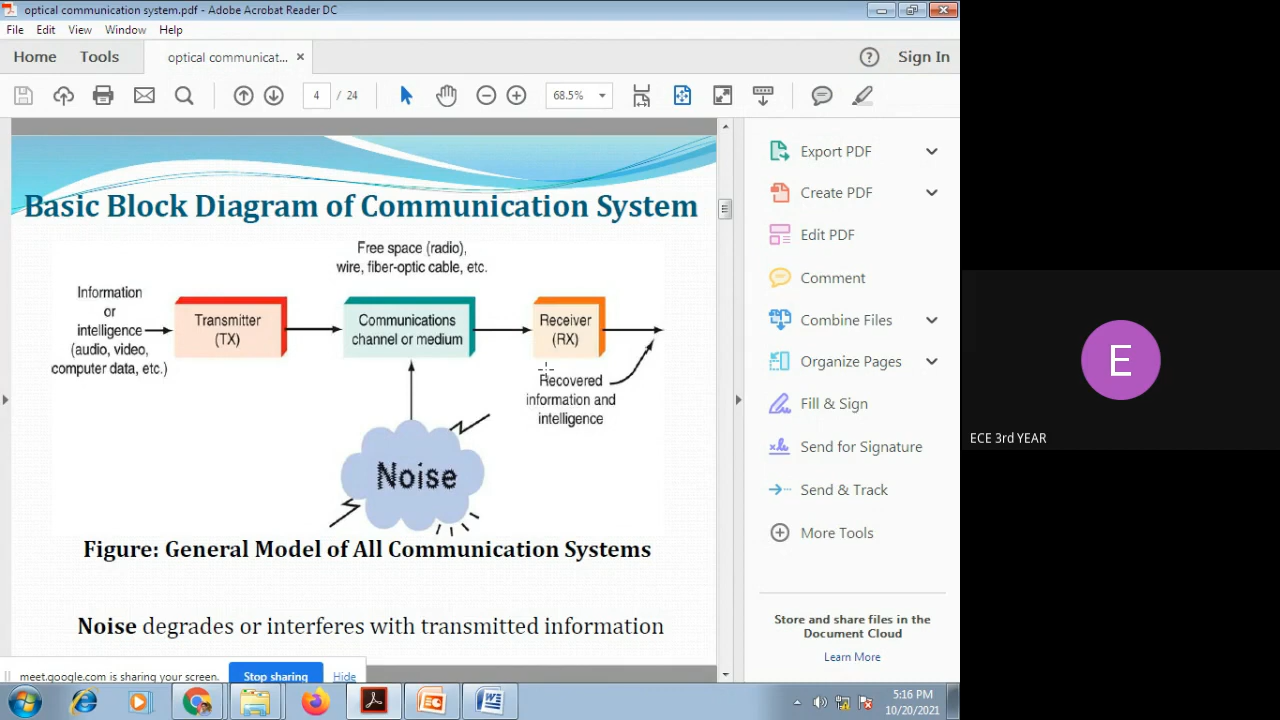 optical communication system.pdf - Adobe Acrobat Reader DC
File Edit View Window Help
Home Tools optical communicat... × Sign In
4 / 24 68.5%
Basic Block Diagram of Communication System
Free space (radio),
wire, fiber-optic cable, etc.
Information
or
intelligence
(audio, video,
computer data, etc.)
Transmitter
(TX)
Communications
channel or medium
Receiver
(RX)
Recovered
information and
intelligence
Noise
Figure: General Model of All Communication Systems
Noise degrades or interferes with transmitted information
Export PDF
Create PDF
Edit PDF
Comment
Combine Files
Organize Pages
Fill & Sign
Send for Signature
Send & Track
More Tools
Store and share files in the
Document Cloud
Learn More
E
ECE 3rd YEAR
meet.google.com is sharing your screen. Stop sharing Hide
5:16 PM
10/20/2021